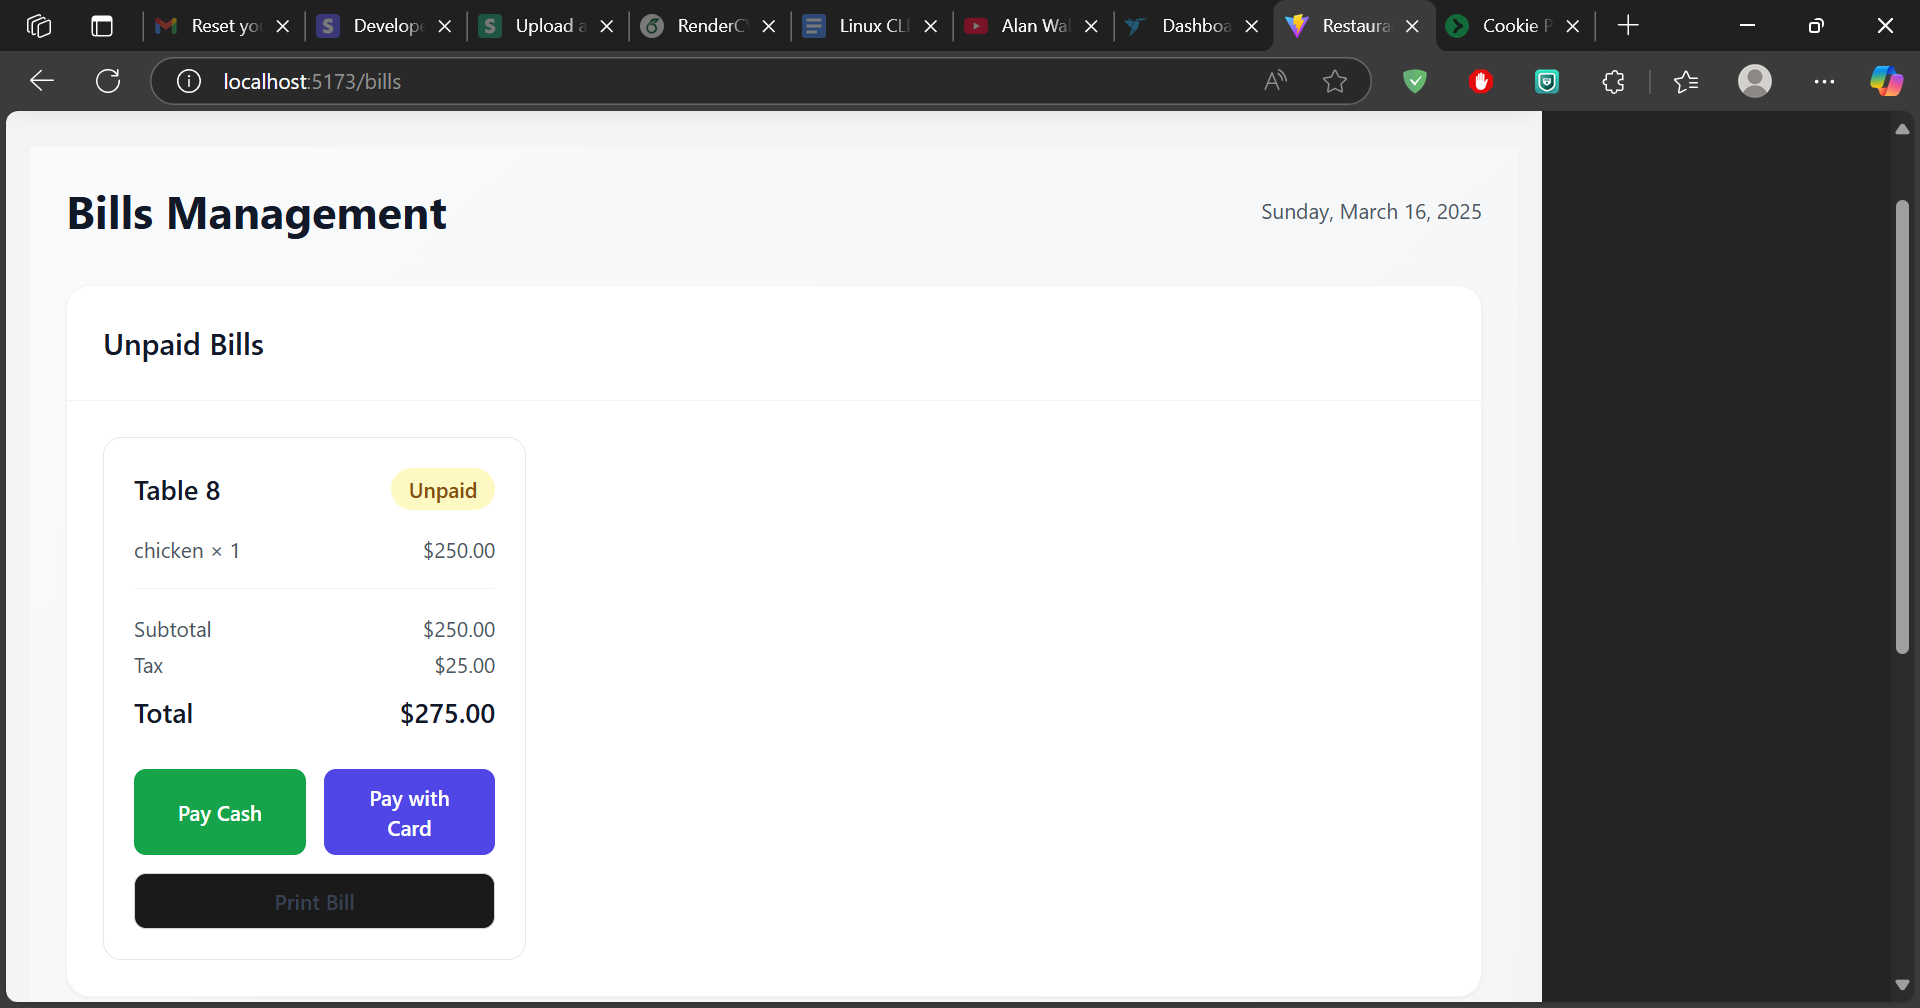 Reset yo
Develope
Upload a
RenderC
Linux CLI
Alan Wal
Dashboa
Restaura
Cookie P
localhost:5173/bills
Bills Management
Sunday, March 16, 2025
Unpaid Bills
Table 8
Unpaid
chicken × 1
$250.00
Subtotal
$250.00
Tax
$25.00
Total
$275.00
Pay Cash
Pay with
Card
Print Bill